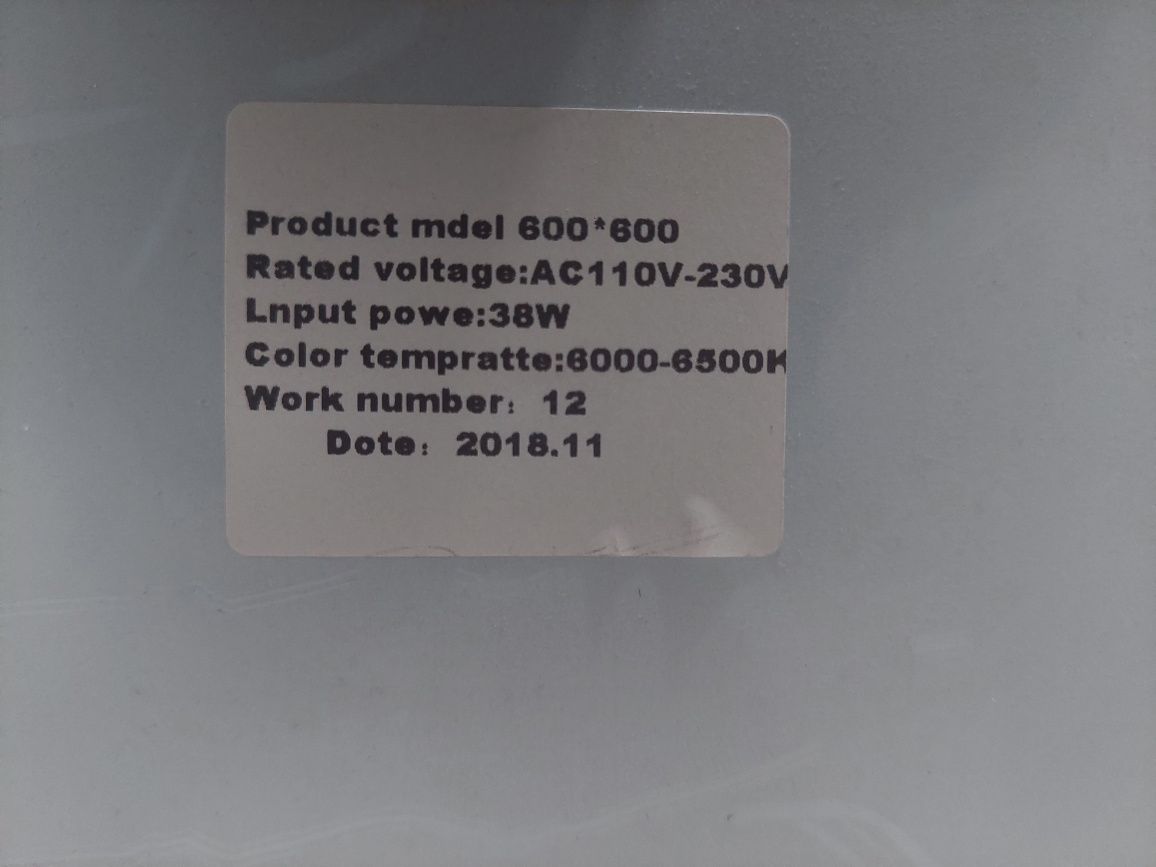 Product mdel 600*600
Rated voltage:AC110V-230V
Lnput powe:38W
Color tempratte:6000-6500K
Work number： 12
Dote： 2018.11